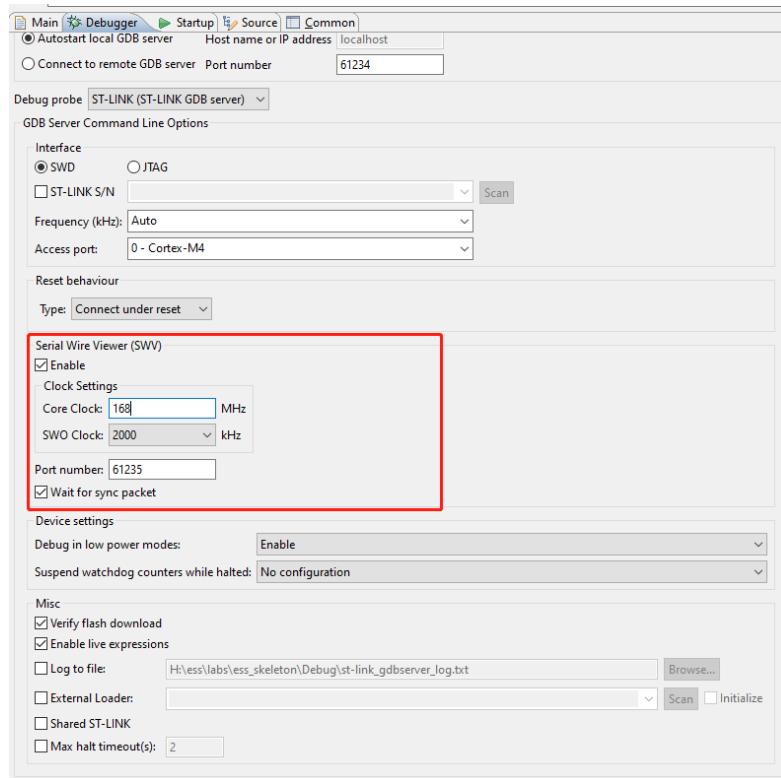 Main Debugger Startup Source Common
Autostart local GDB server Host name or IP address localhost
Connect to remote GDB server Port number 61234
Debug probe ST-LINK (ST-LINK GDB server)
GDB Server Command Line Options
Interface
SWD JTAG
ST-LINK S/N Scan
Frequency (kHz): Auto
Access port: 0 - Cortex-M4
Reset behaviour
Type: Connect under reset
Serial Wire Viewer (SWV)
Enable
Clock Settings
Core Clock: 168 MHz
SWO Clock: 2000 kHz
Port number: 61235
Wait for sync packet
Device settings
Debug in low power modes: Enable
Suspend watchdog counters while halted: No configuration
Misc
Verify flash download
Enable live expressions
Log to file: H:\ess\labs\ess_skeleton\Debug\st-link_gdbserver_log.txt Browse...
External Loader: Scan Initialize
Shared ST-LINK
Max halt timeout(s): 2